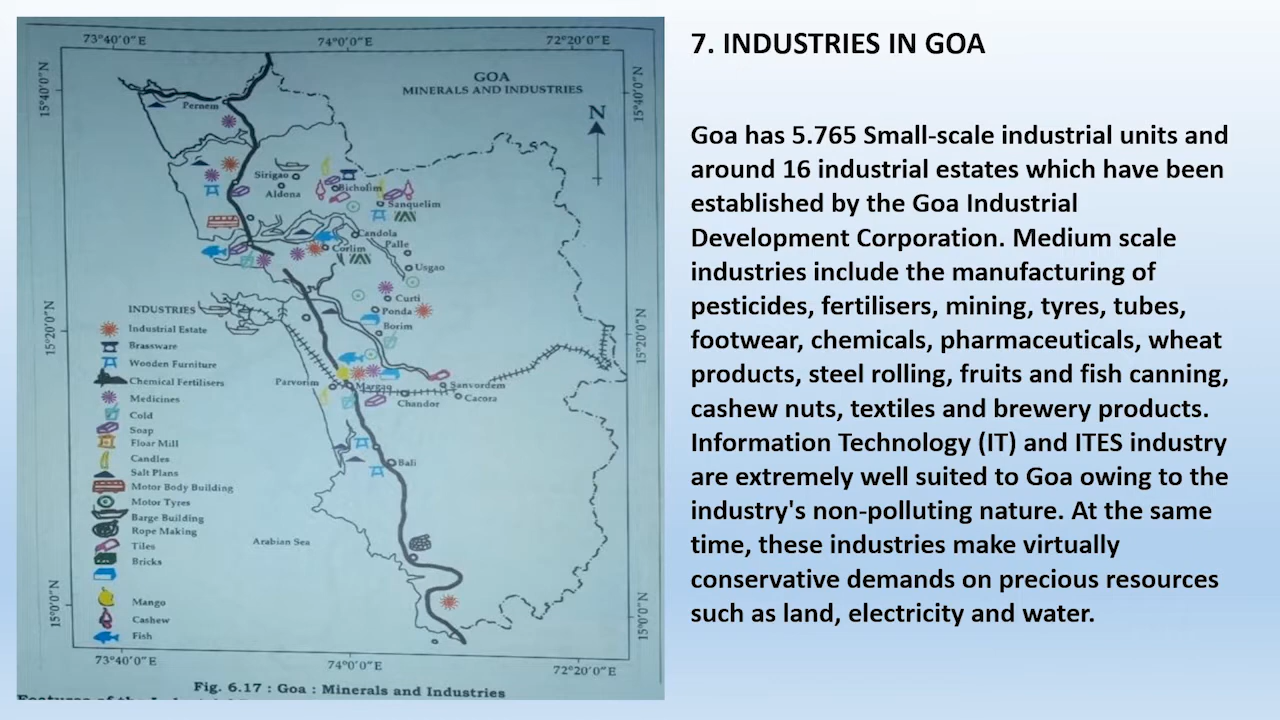 7. INDUSTRIES IN GOA
Goa has 5.765 Small-scale industrial units and
around 16 industrial estates which have been
established by the Goa Industrial
Development Corporation. Medium scale
industries include the manufacturing of
pesticides, fertilisers, mining, tyres, tubes,
footwear, chemicals, pharmaceuticals, wheat
products, steel rolling, fruits and fish canning,
cashew nuts, textiles and brewery products.
Information Technology (IT) and ITES industry
are extremely well suited to Goa owing to the
industry's non-polluting nature. At the same
time, these industries make virtually
conservative demands on precious resources
such as land, electricity and water.
73°40'0"E
74°0'0"E
72°20'0"E
15°40'0"N
15°40'0"N
GOA
MINERALS AND INDUSTRIES
N
Pernem
Sirigao
Aldona
Bicholim
Sanquelim
Candola
Corlim
Palle
Usgao
Curti
Ponda
Borim
15°20'0"N
15°20'0"N
Parvorim
Margao
Sanvordem
Chandor
Cacora
Bali
Arabian Sea
INDUSTRIES
Industrial Estate
Brassware
Wonden Furniture
Chemical Fertilisers
Medicines
Cold
Soap
Floar Mill
Candles
Salt Plans
Motor Body Building
Motor Tyres
Barge Building
Rope Making
Tiles
Bricks
Mango
Cashew
Fish
15°0'0"N
15°0'0"N
73°40'0"E
74°0'0"E
72°20'0"E
Fig. 6.17 : Goa : Minerals and Industries